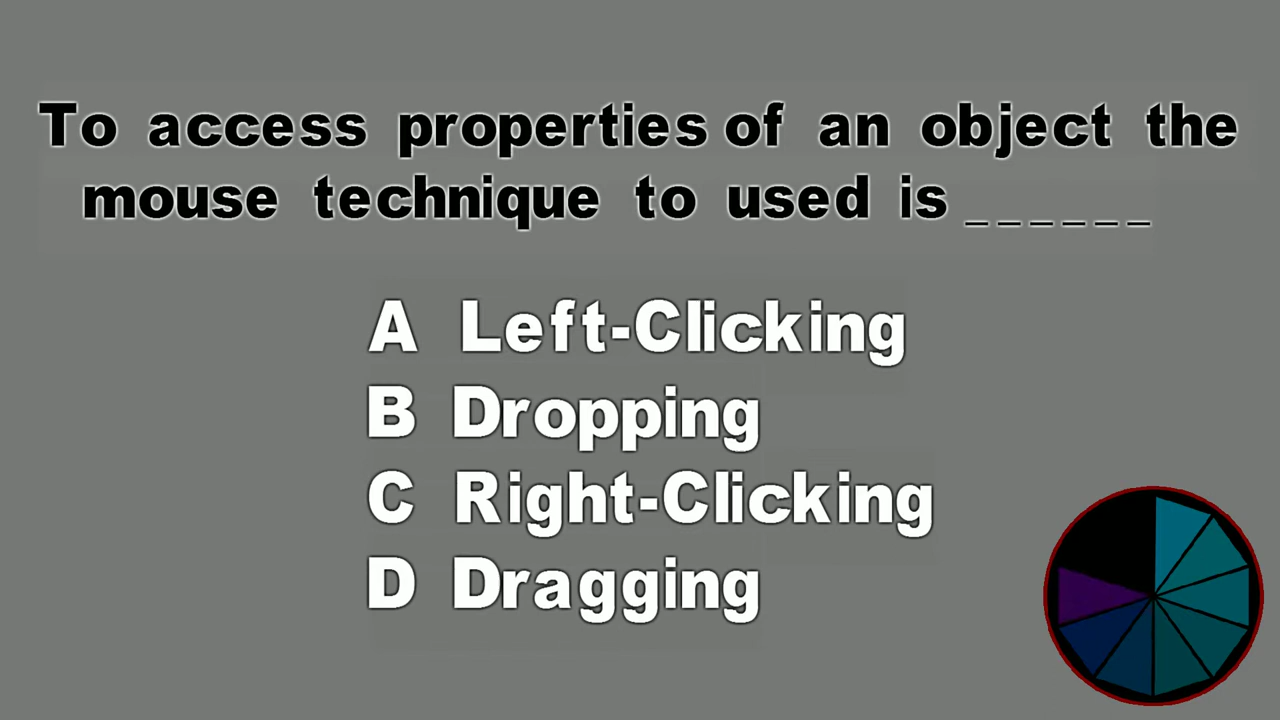 To access properties of an object the
mouse technique to used is ______
A Left-Clicking
B Dropping
C Right-Clicking
D Dragging